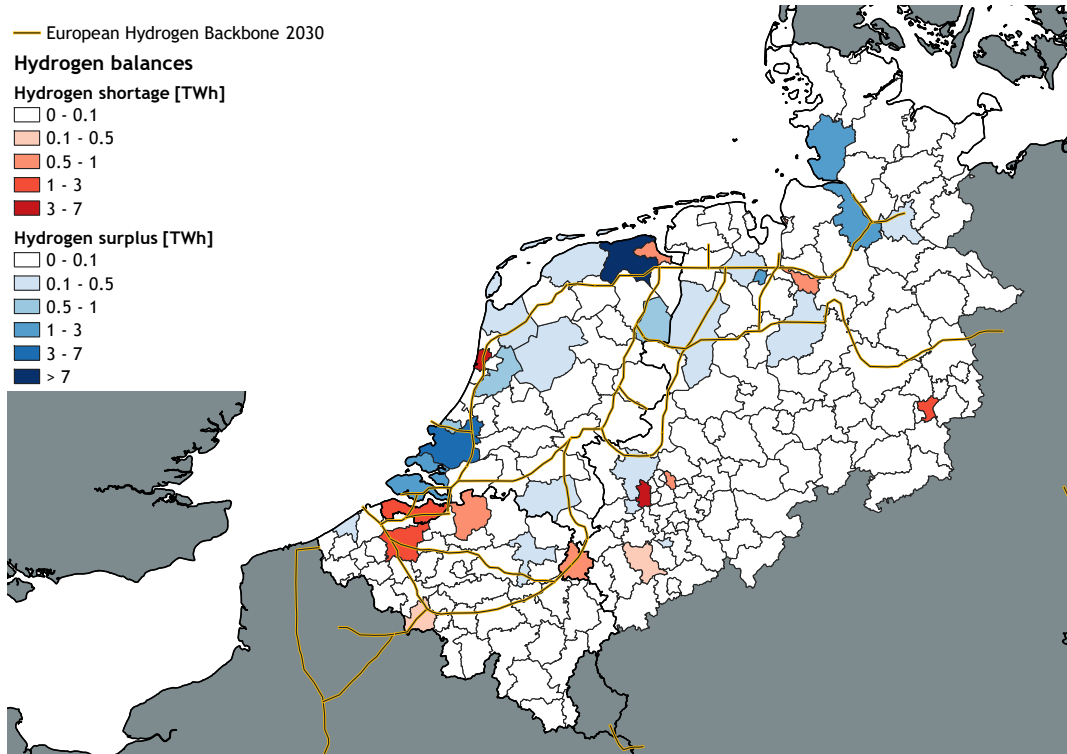 European Hydrogen Backbone 2030
Hydrogen balances
Hydrogen shortage [TWh]
0 - 0.1
0.1 - 0.5
0.5 - 1
1 - 3
3 - 7
Hydrogen surplus [TWh]
0 - 0.1
0.1 - 0.5
0.5 - 1
1 - 3
3 - 7
> 7